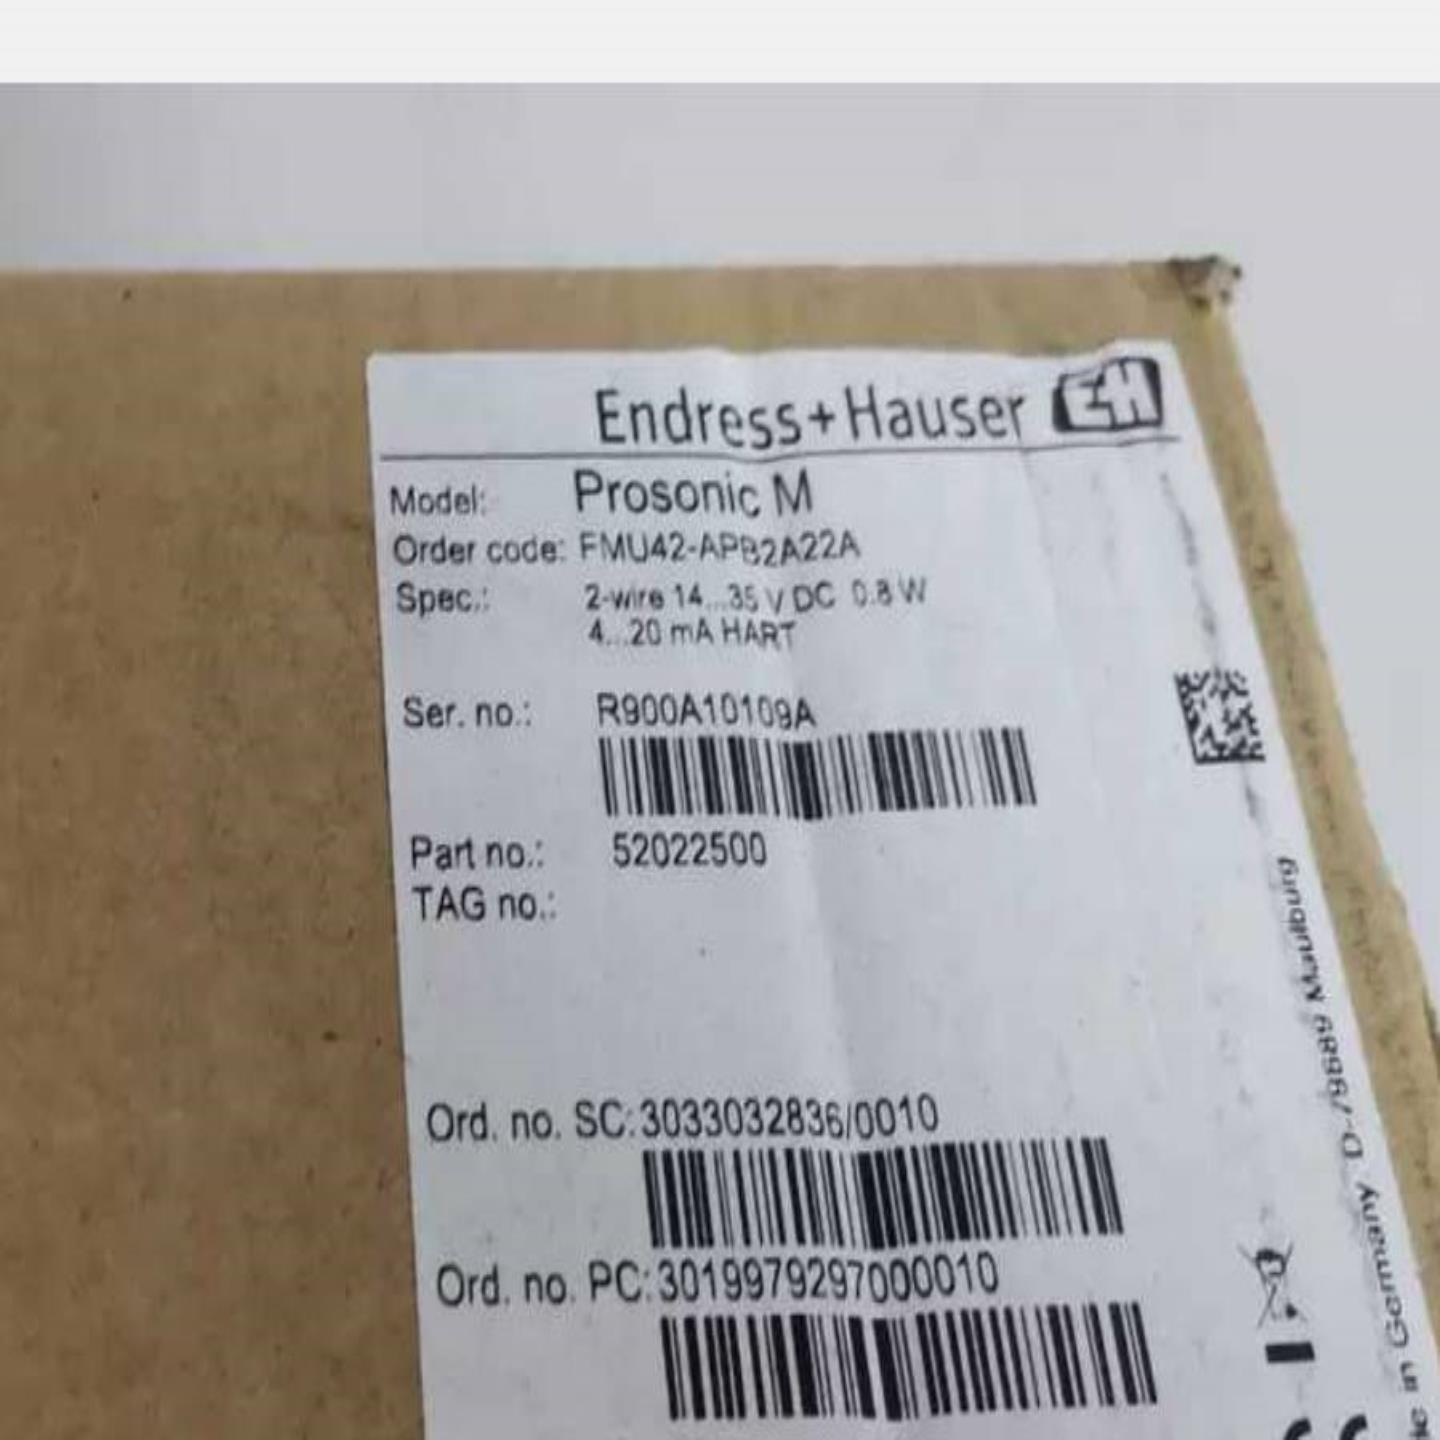 Endress+Hauser EH
Model: Prosonic M
Order code: FMU42-APB2A22A
Spec.: 2-wire 14...35 V DC 0.8 W
4...20 mA HART
Ser. no.: R900A10109A
Part no.: 52022500
TAG no.:
Ord. no. SC: 3033032836/0010
Ord. no. PC: 3019979297000010
in Germany D-79689 Maulburg